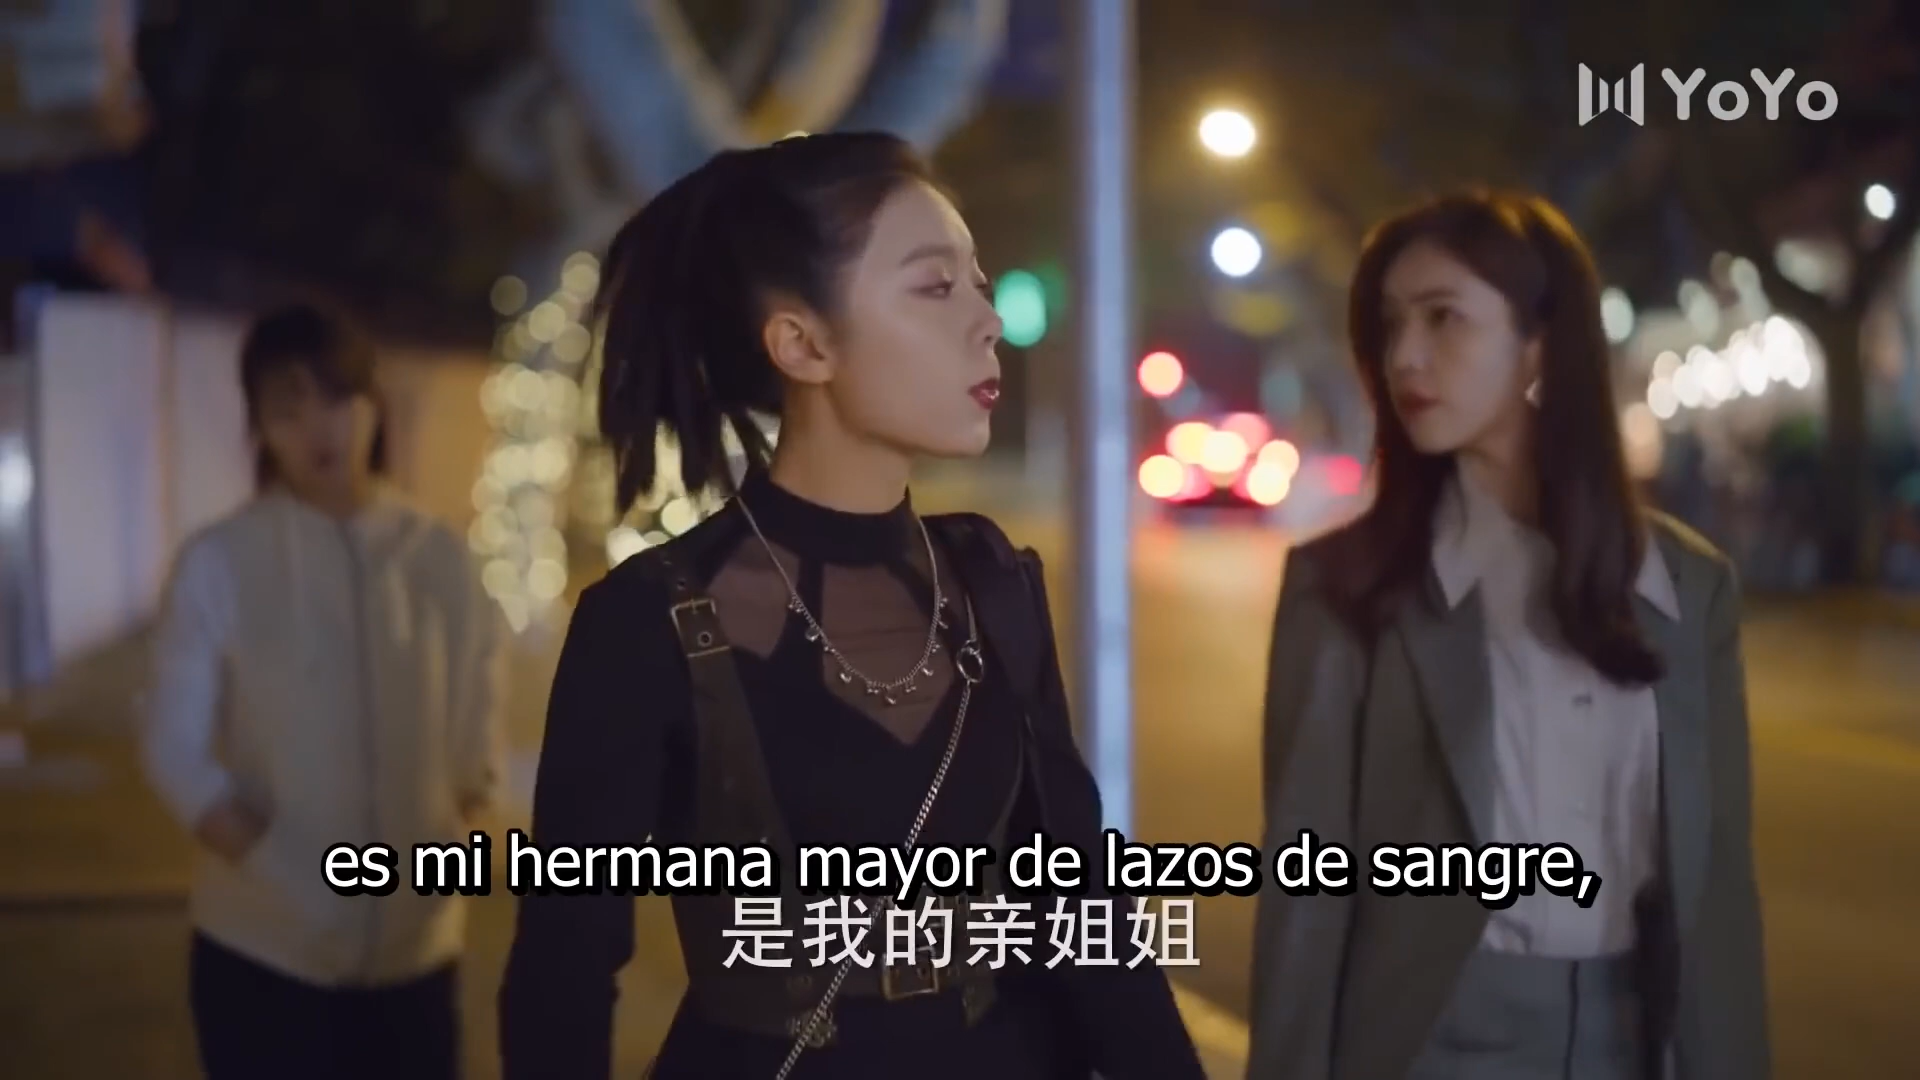 YoYo
es mi hermana mayor de lazos de sangre,
是我的亲姐姐